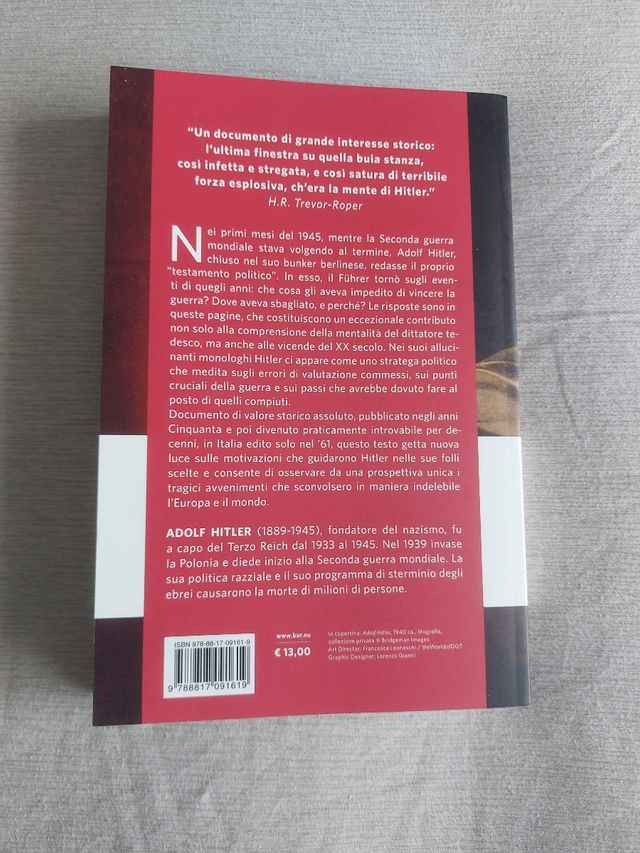 “Un documento di grande interesse storico:
l’ultima finestra su quella buia stanza,
così infetta e stregata, e così satura di terribile
forza esplosiva, ch’era la mente di Hitler.”
H.R. Trevor-Roper
Nei primi mesi del 1945, mentre la Seconda guerra
mondiale stava volgendo al termine, Adolf Hitler,
chiuso nel suo bunker berlinese, redasse il proprio
"testamento politico". In esso, il Führer tornò sugli even-
ti di quegli anni: che cosa gli aveva impedito di vincere la
guerra? Dove aveva sbagliato, e perché? Le risposte sono in
queste pagine, che costituiscono un eccezionale contributo
non solo alla comprensione della mentalità del dittatore te-
desco, ma anche alle vicende del XX secolo. Nei suoi alluci-
nanti monologhi Hitler ci appare come uno stratega politico
che medita sugli errori di valutazione commessi, sui punti
cruciali della guerra e sui passi che avrebbe dovuto fare al
posto di quelli compiuti.
Documento di valore storico assoluto, pubblicato negli anni
Cinquanta e poi divenuto praticamente introvabile per de-
cenni, in Italia edito solo nel ’61, questo testo getta nuova
luce sulle motivazioni che guidarono Hitler nelle sue folli
scelte e consente di osservare da una prospettiva unica i
tragici avvenimenti che sconvolsero in maniera indelebile
l’Europa e il mondo.
ADOLF HITLER (1889-1945), fondatore del nazismo, fu
a capo del Terzo Reich dal 1933 al 1945. Nel 1939 invase
la Polonia e diede inizio alla Seconda guerra mondiale. La
sua politica razziale e il suo programma di sterminio degli
ebrei causarono la morte di milioni di persone.
ISBN 978-88-17-09161-9
9 788817 091619
www.bur.eu
€ 13,00
In copertina: Adolf Hitler, 1940 ca., litografia,
collezione privata © Bridgeman Images
Art Director: Francesca Leoneschi / theWorldofDOT
Graphic Designer: Lorenzo Gianni